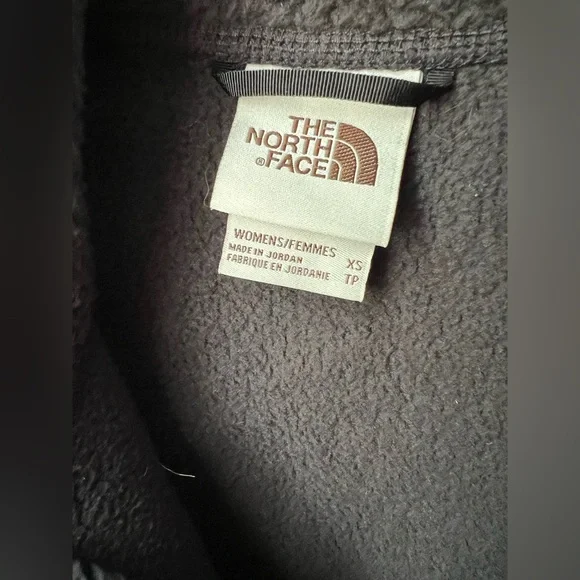 THE
NORTH
®FACE
WOMENS/FEMMES XS
MADE IN JORDAN
FABRIQUE EN JORDANIE TP